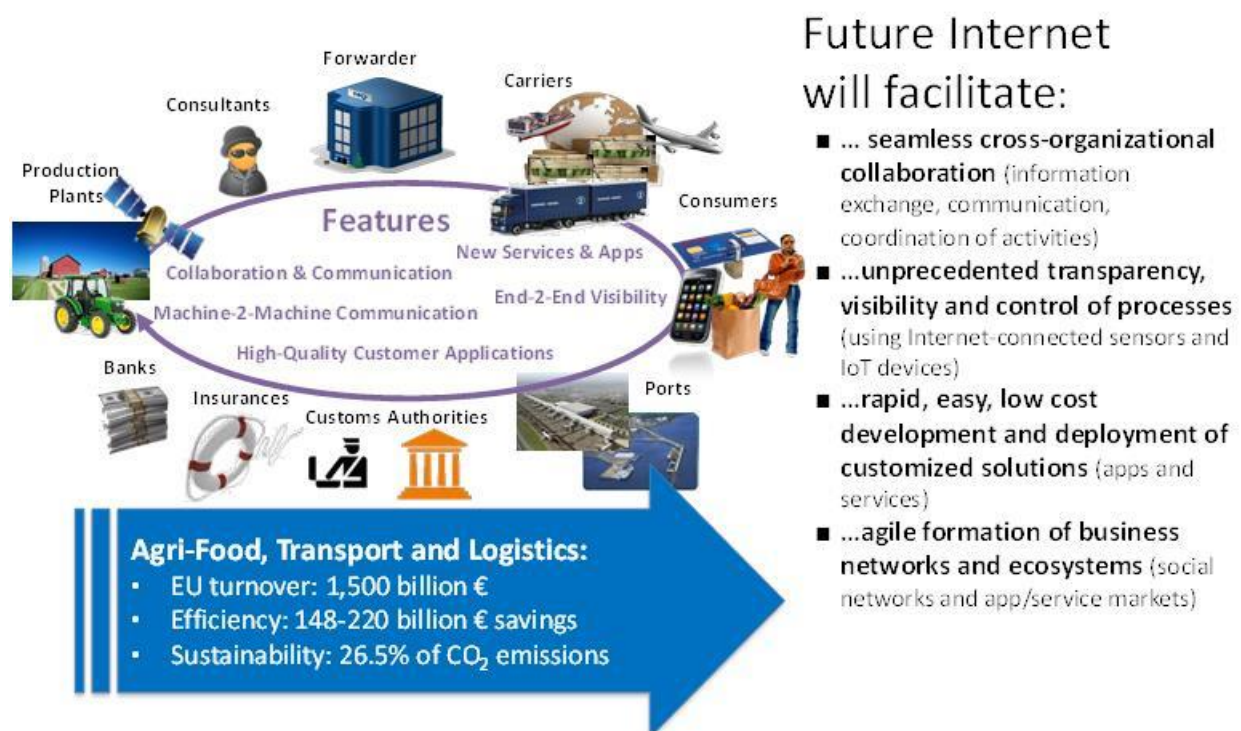 Future Internet
will facilitate:
■ ... seamless cross-organizational
collaboration (information
exchange, communication,
coordination of activities)
■ ...unprecedented transparency,
visibility and control of processes
(using Internet-connected sensors and
IoT devices)
■ ...rapid, easy, low cost
development and deployment of
customized solutions (apps and
services)
■ ...agile formation of business
networks and ecosystems (social
networks and app/service markets)
Forwarder
Carriers
Consultants
Production
Plants
Consumers
Features
New Services & Apps
Collaboration & Communication
End-2-End Visibility
Machine-2-Machine Communication
High-Quality Customer Applications
Banks
Insurances
Customs Authorities
Ports
Agri-Food, Transport and Logistics:
• EU turnover: 1,500 billion €
• Efficiency: 148-220 billion € savings
• Sustainability: 26.5% of CO₂ emissions